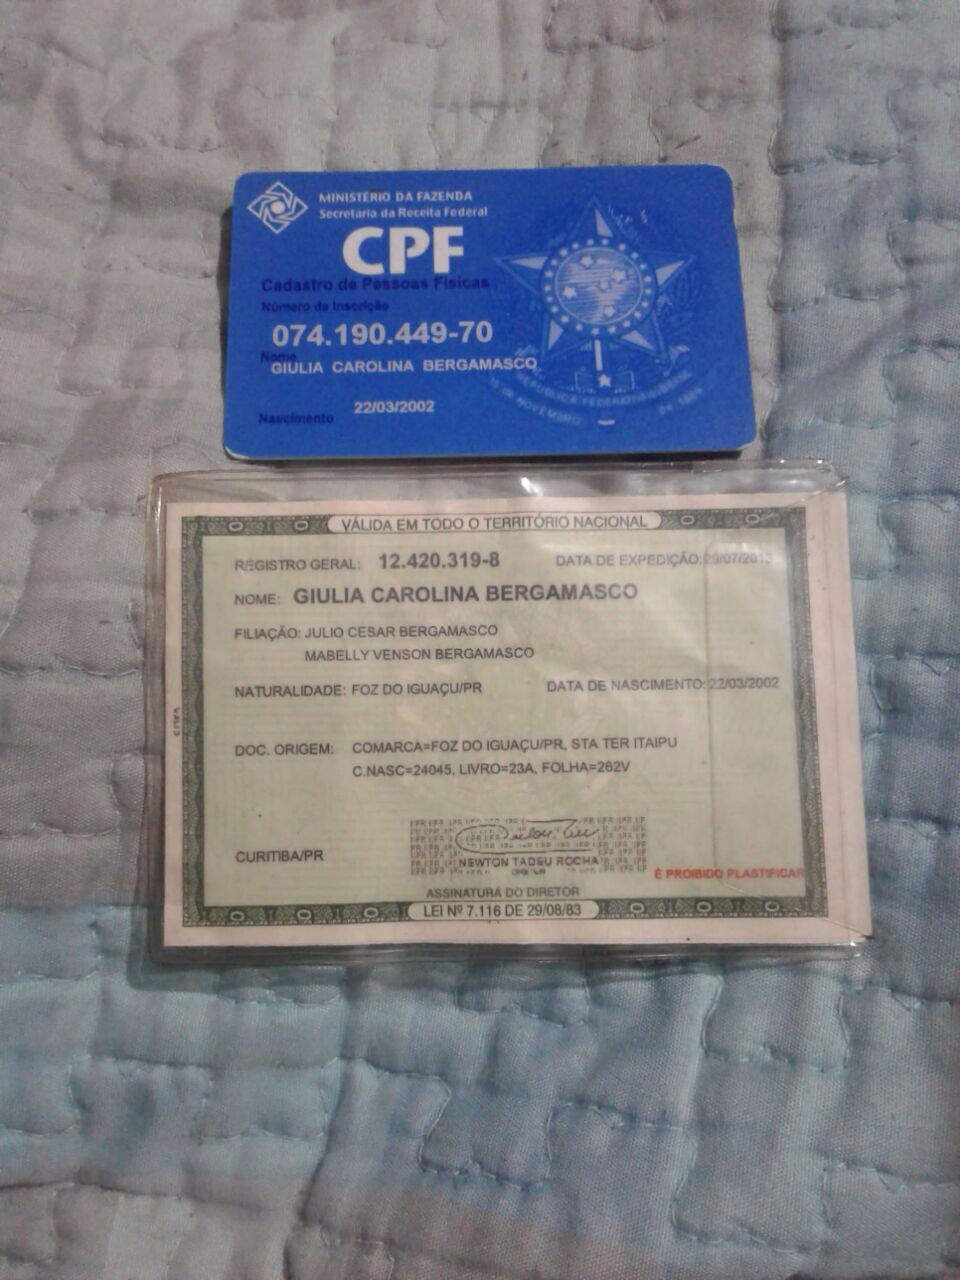 MINISTÉRIO DA FAZENDA
Secretaria da Receita Federal
CPF
Cadastro de Pessoas Físicas
Número de Inscrição
074.190.449-70
Nome
GIULIA CAROLINA BERGAMASCO
Nascimento 22/03/2002
REPÚBLICA FEDERATIVA
15 DE NOVEMBRO DE 1889
VÁLIDA EM TODO O TERRITÓRIO NACIONAL
REGISTRO GERAL: 12.420.319-8 DATA DE EXPEDIÇÃO: 29/07/2013
NOME: GIULIA CAROLINA BERGAMASCO
FILIAÇÃO: JULIO CESAR BERGAMASCO
MABELLY VENSON BERGAMASCO
NATURALIDADE: FOZ DO IGUAÇU/PR DATA DE NASCIMENTO: 22/03/2002
DOC. ORIGEM: COMARCA=FOZ DO IGUAÇU/PR, STA TER ITAIPU
C.NASC=24045, LIVRO=23A, FOLHA=262V
CURITIBA/PR
NEWTON TADEU ROCHA
É PROIBIDO PLASTIFICAR
ASSINATURA DO DIRETOR
LEI Nº 7.116 DE 29/08/83